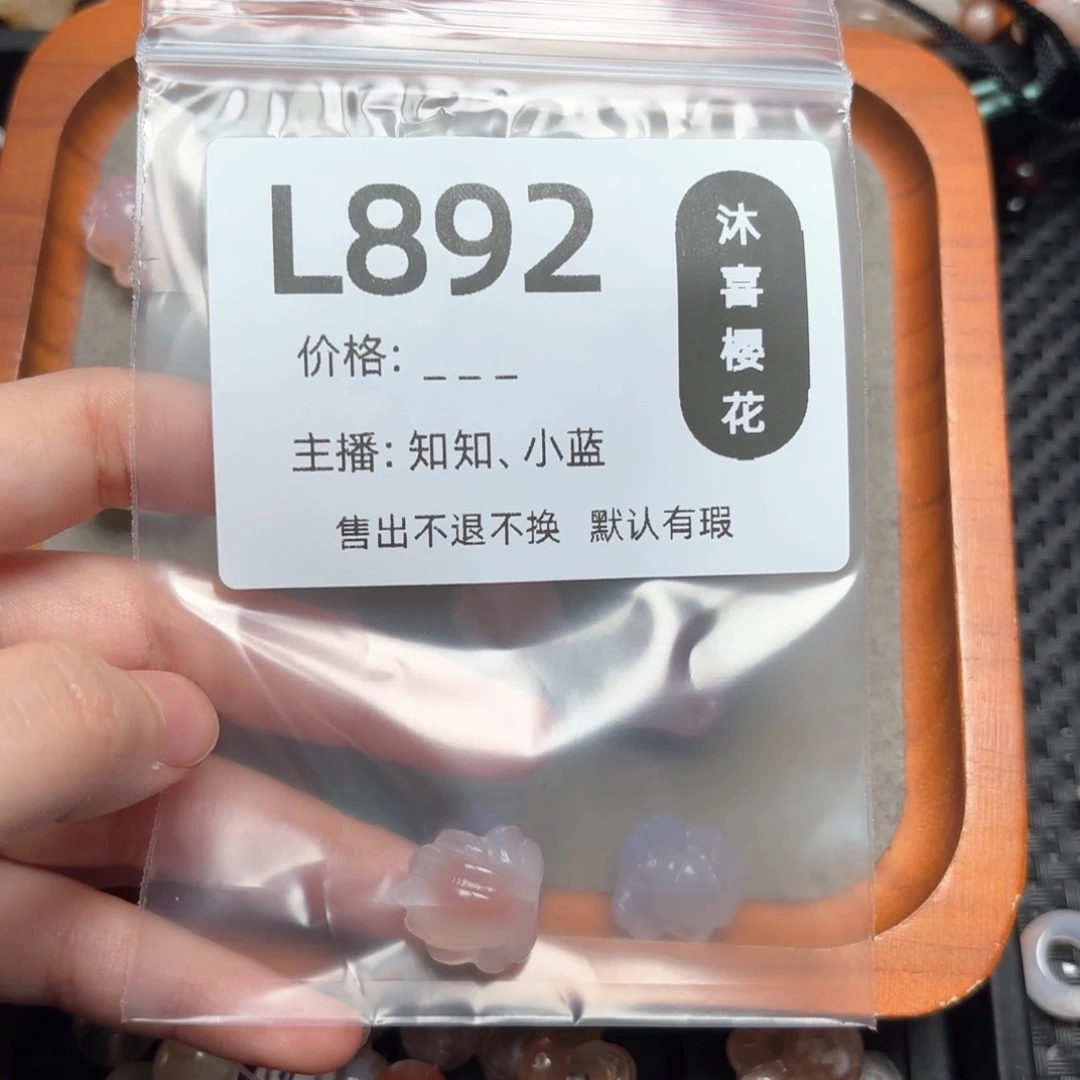 L892
价格：_ _ _
主播：知知、小蓝
售出不退不换 默认有瑕
沐喜樱花